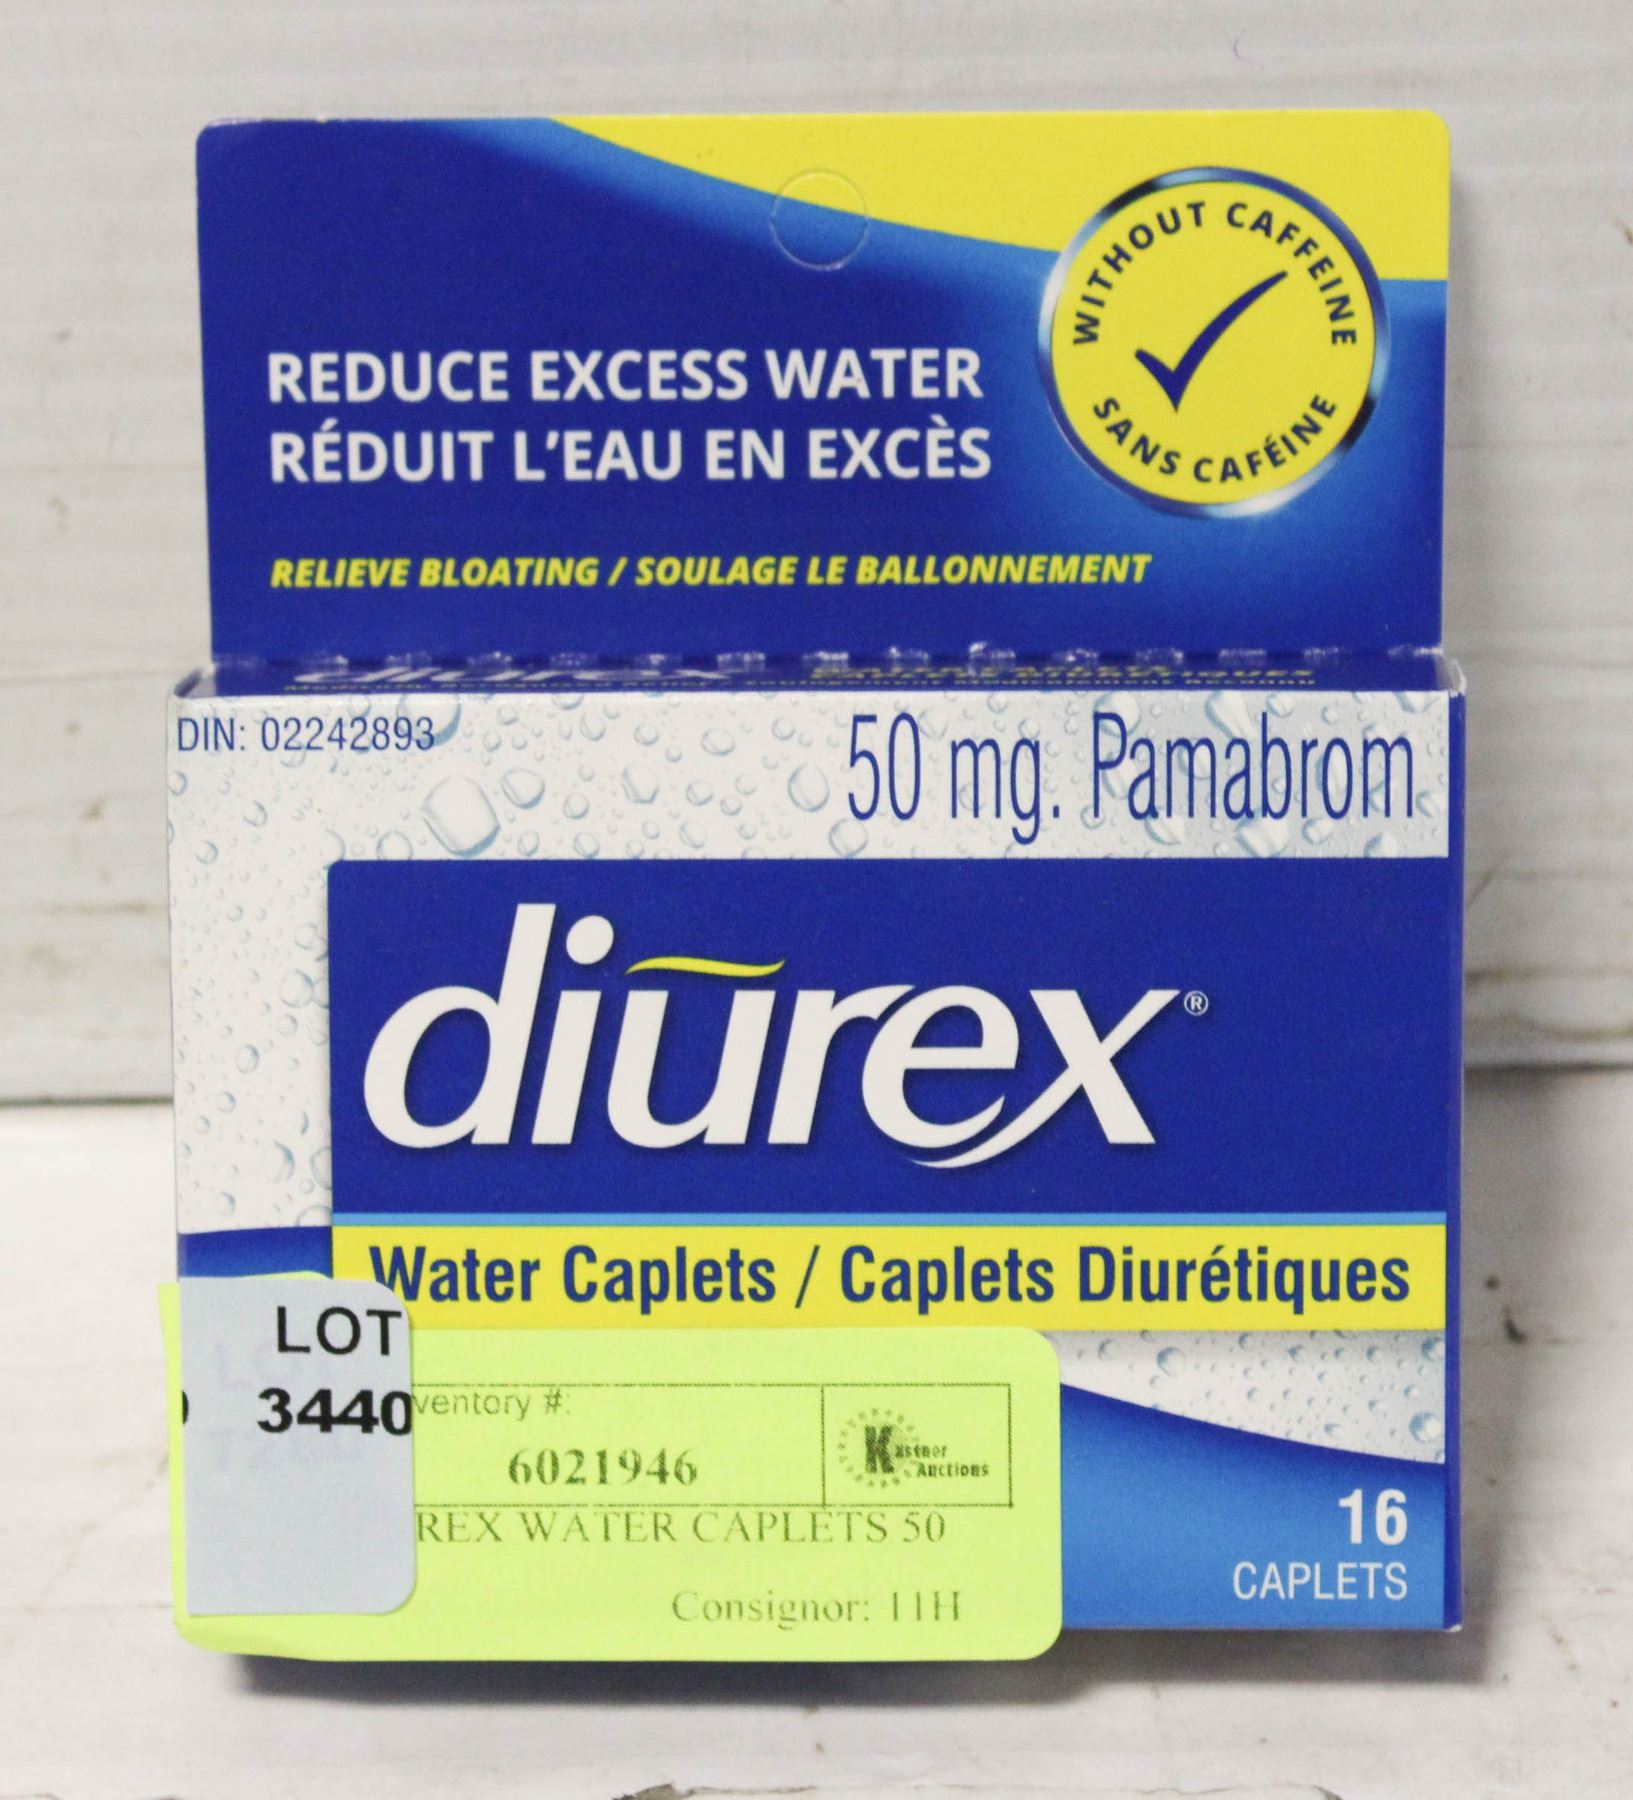 WITHOUT CAFFEINE
SANS CAFÉINE
REDUCE EXCESS WATER
RÉDUIT L'EAU EN EXCÈS
RELIEVE BLOATING / SOULAGE LE BALLONNEMENT
diurex
DIN: 02242893
50 mg. Pamabrom
diurex®
Water Caplets / Caplets Diurétiques
LOT
3440
ventory #:
6021946
Kastner
Auctions
REX WATER CAPLETS 50
Consignor: 11H
16
CAPLETS